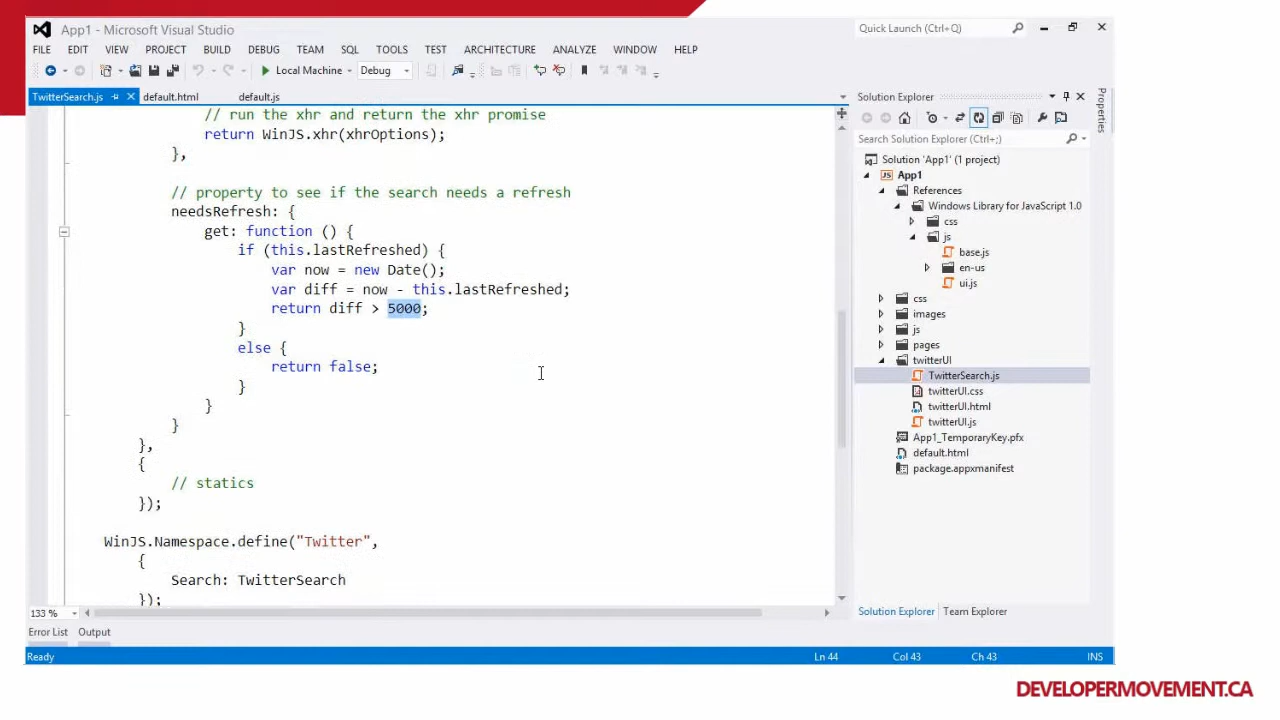 App1 - Microsoft Visual Studio
Quick Launch (Ctrl+Q)
FILE EDIT VIEW PROJECT BUILD DEBUG TEAM SQL TOOLS TEST ARCHITECTURE ANALYZE WINDOW HELP
Local Machine Debug
TwitterSearch.js default.html default.js
// run the xhr and return the xhr promise
return WinJS.xhr(xhrOptions);
},
// property to see if the search needs a refresh
needsRefresh: {
get: function () {
if (this.lastRefreshed) {
var now = new Date();
var diff = now - this.lastRefreshed;
return diff > 5000;
}
else {
return false;
}
}
}
},
{
// statics
});
WinJS.Namespace.define("Twitter",
{
Search: TwitterSearch
});
133 %
Error List Output
Ready Ln 44 Col 43 Ch 43 INS
Solution Explorer
Search Solution Explorer (Ctrl+;)
Solution 'App1' (1 project)
App1
References
Windows Library for JavaScript 1.0
css
js
base.js
en-us
ui.js
css
images
js
pages
twitterUI
TwitterSearch.js
twitterUI.css
twitterUI.html
twitterUI.js
App1_TemporaryKey.pfx
default.html
package.appxmanifest
Solution Explorer Team Explorer
Properties
DEVELOPERMOVEMENT.CA